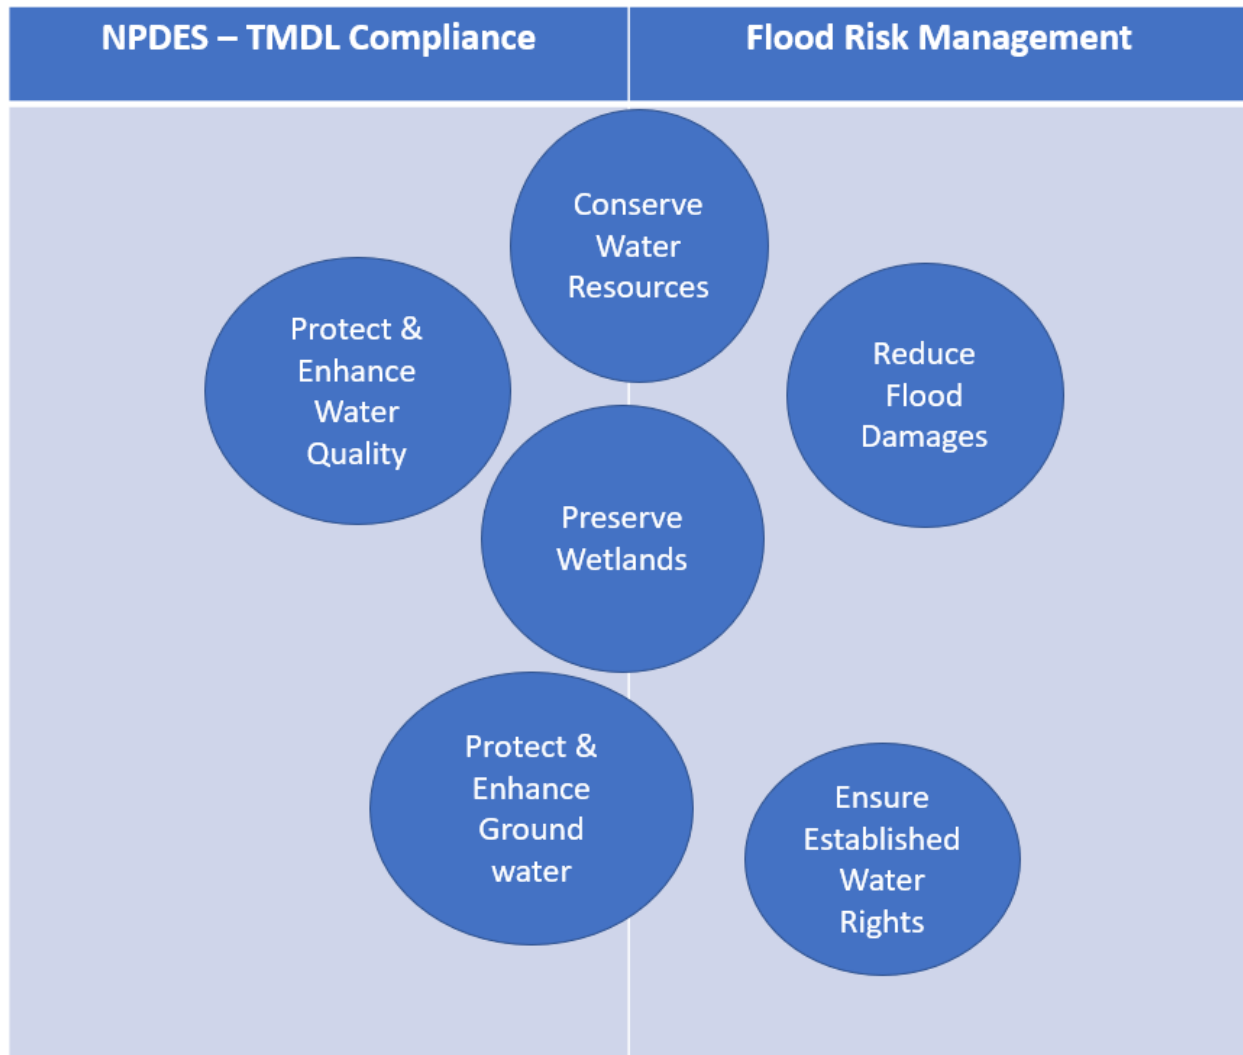 NPDES – TMDL Compliance
Flood Risk Management
Conserve
Water
Resources
Protect &
Enhance
Water
Quality
Reduce
Flood
Damages
Preserve
Wetlands
Protect &
Enhance
Ground
water
Ensure
Established
Water
Rights